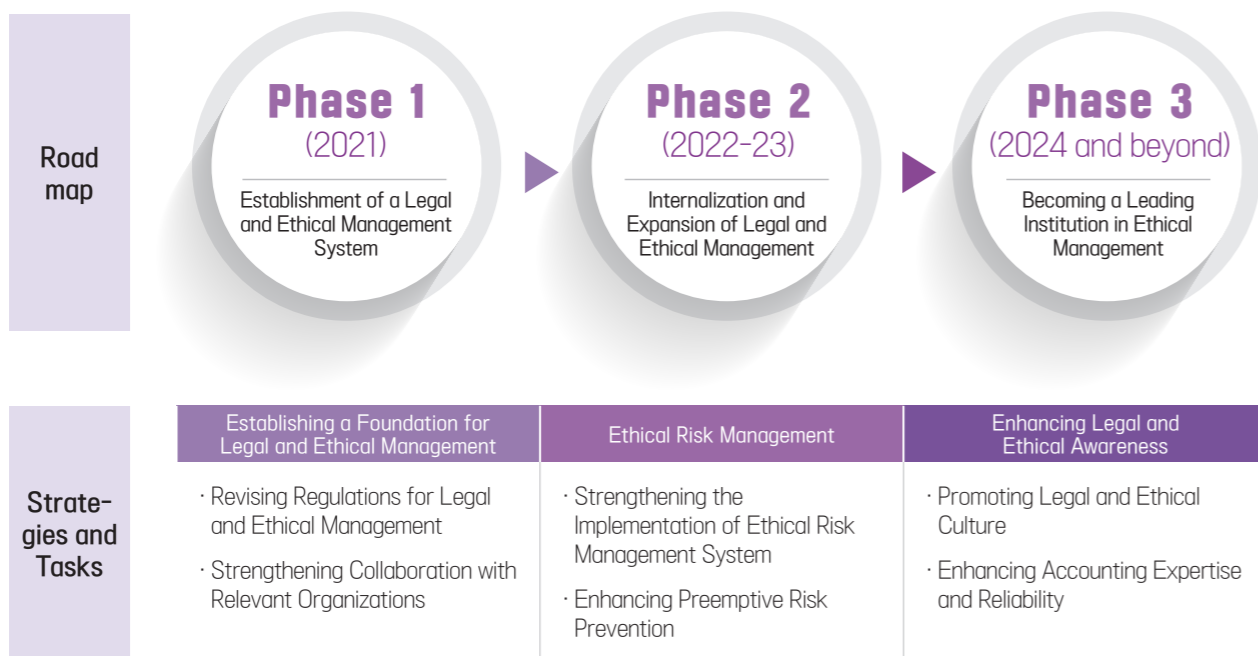 Road
map
Phase 1
(2021)
Establishment of a Legal
and Ethical Management
System
Phase 2
(2022-23)
Internalization and
Expansion of Legal and
Ethical Management
Phase 3
(2024 and beyond)
Becoming a Leading
Institution in Ethical
Management
Strate-
gies and
Tasks
Establishing a Foundation for
Legal and Ethical Management
· Revising Regulations for Legal
and Ethical Management
· Strengthening Collaboration with
Relevant Organizations
Ethical Risk Management
· Strengthening the
Implementation of Ethical Risk
Management System
· Enhancing Preemptive Risk
Prevention
Enhancing Legal and
Ethical Awareness
· Promoting Legal and Ethical
Culture
· Enhancing Accounting Expertise
and Reliability